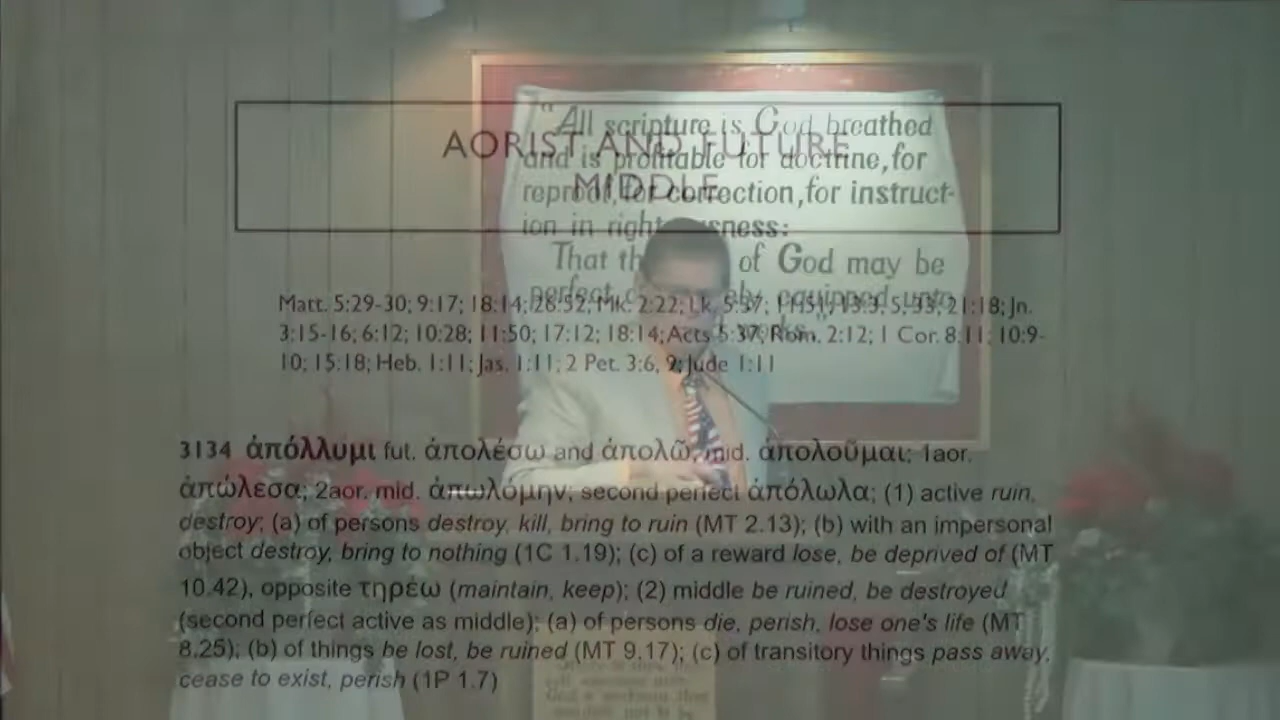 AORIST AND FUTURE
MIDDLE
Matt. 5:29-30; 9:17; 18:14; 26:52; Mk. 2:22; Lk. 5:37; 13:3, 5, 33, 21:18; Jn.
3:15-16; 6:12; 10:28; 11:50; 17:12; 18:14; Acts 5:37, Rom. 2:12; 1 Cor. 8:11; 10:9-
10; 15:18; Heb. 1:11; Jas. 1:11; 2 Pet. 3:6, 9; Jude 1:11
3134 ἀπόλλυμι fut. ἀπολέσω and ἀπολῶ, mid. ἀπολοῦμαι; 1aor.
ἀπώλεσα; 2aor. mid. ἀπωλόμην; second perfect ἀπόλωλα; (1) active ruin,
destroy; (a) of persons destroy, kill, bring to ruin (MT 2.13); (b) with an impersonal
object destroy, bring to nothing (1C 1.19); (c) of a reward lose, be deprived of (MT
10.42), opposite τηρέω (maintain, keep); (2) middle be ruined, be destroyed
(second perfect active as middle); (a) of persons die, perish, lose one's life (MT
8.25); (b) of things be lost, be ruined (MT 9.17); (c) of transitory things pass away,
cease to exist, perish (1P 1.7)
"All scripture is God breathed
and is profitable for doctrine, for
reproof, for correction, for instruct-
ion in righteousness:
That of God may be
perfect equipped unto